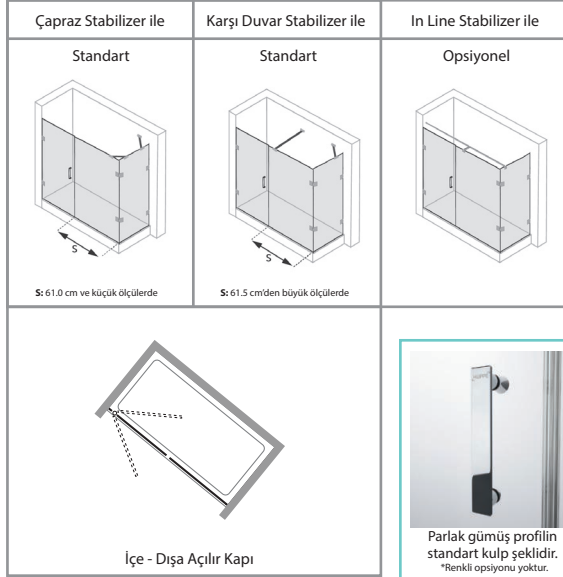 Çapraz Stabilizer ile
Karşı Duvar Stabilizer ile
In Line Stabilizer ile
Standart
Standart
Opsiyonel
S
S
S: 61.0 cm ve küçük ölçülerde
S: 61.5 cm'den büyük ölçülerde
İçe - Dışa Açılır Kapı
Parlak gümüş profilin
standart kulp şeklidir.
*Renkli opsiyonu yoktur.